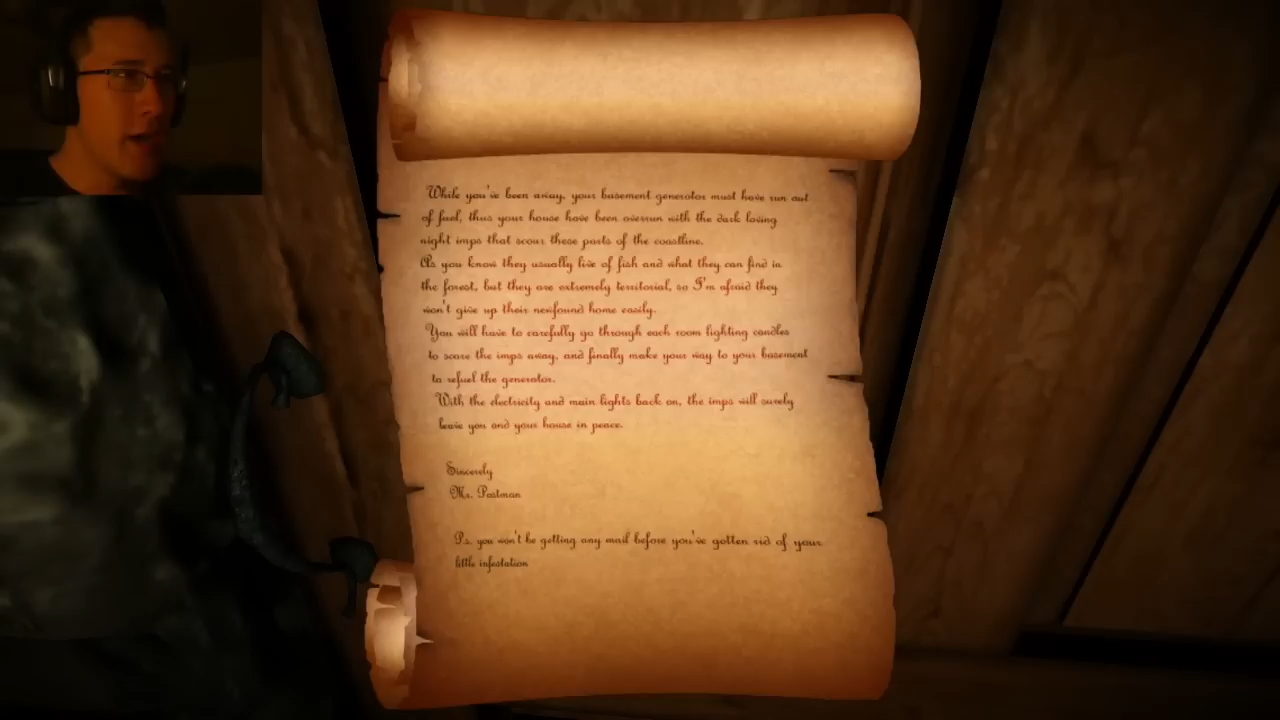 While you've been away, your basement generator must have run out
of fuel, thus your house have been overrun with the dark loving
night imps that scour these parts of the coastline.
As you know they usually live of fish and what they can find in
the forest, but they are extremely territorial, so I'm afraid they
won't give up their newfound home easily.
You will have to carefully go through each room lighting candles
to scare the imps away, and finally make your way to your basement
to refuel the generator.
With the electricity and main lights back on, the imps will surely
leave you and your house in peace.
Sincerely
Mr. Postman
Ps. you won't be getting any mail before you've gotten rid of your
little infestation